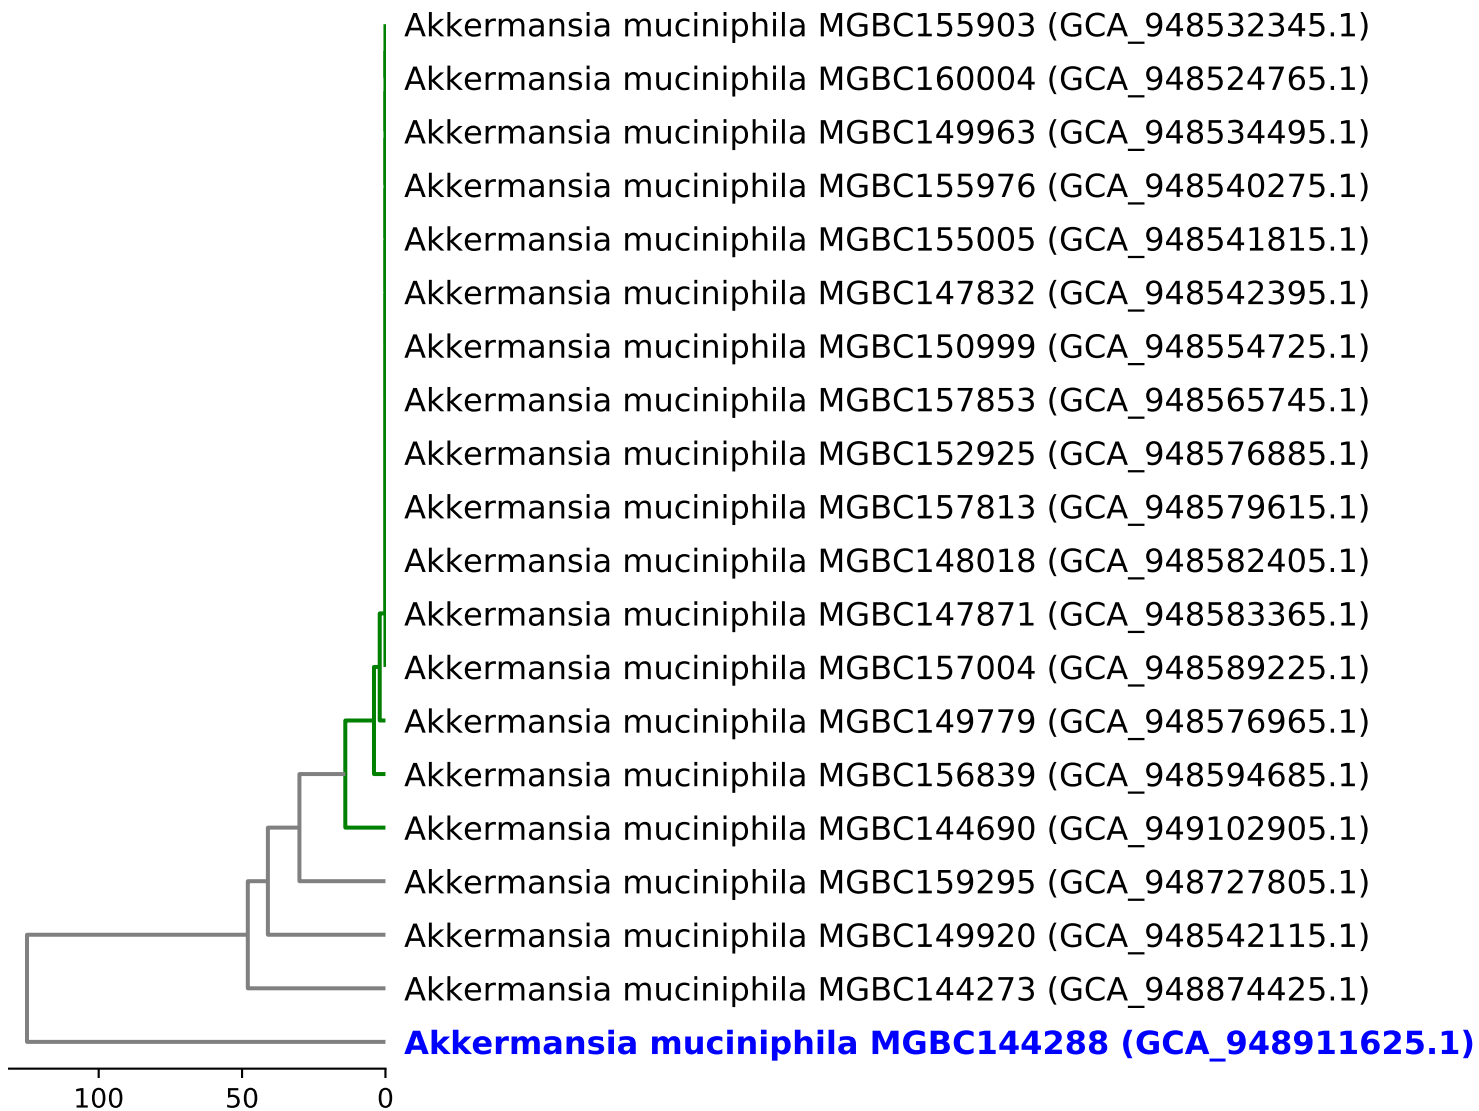 Akkermansia muciniphila MGBC155903 (GCA_948532345.1)
Akkermansia muciniphila MGBC160004 (GCA_948524765.1)
Akkermansia muciniphila MGBC149963 (GCA_948534495.1)
Akkermansia muciniphila MGBC155976 (GCA_948540275.1)
Akkermansia muciniphila MGBC155005 (GCA_948541815.1)
Akkermansia muciniphila MGBC147832 (GCA_948542395.1)
Akkermansia muciniphila MGBC150999 (GCA_948554725.1)
Akkermansia muciniphila MGBC157853 (GCA_948565745.1)
Akkermansia muciniphila MGBC152925 (GCA_948576885.1)
Akkermansia muciniphila MGBC157813 (GCA_948579615.1)
Akkermansia muciniphila MGBC148018 (GCA_948582405.1)
Akkermansia muciniphila MGBC147871 (GCA_948583365.1)
Akkermansia muciniphila MGBC157004 (GCA_948589225.1)
Akkermansia muciniphila MGBC149779 (GCA_948576965.1)
Akkermansia muciniphila MGBC156839 (GCA_948594685.1)
Akkermansia muciniphila MGBC144690 (GCA_949102905.1)
Akkermansia muciniphila MGBC159295 (GCA_948727805.1)
Akkermansia muciniphila MGBC149920 (GCA_948542115.1)
Akkermansia muciniphila MGBC144273 (GCA_948874425.1)
Akkermansia muciniphila MGBC144288 (GCA_948911625.1)
100 50 0